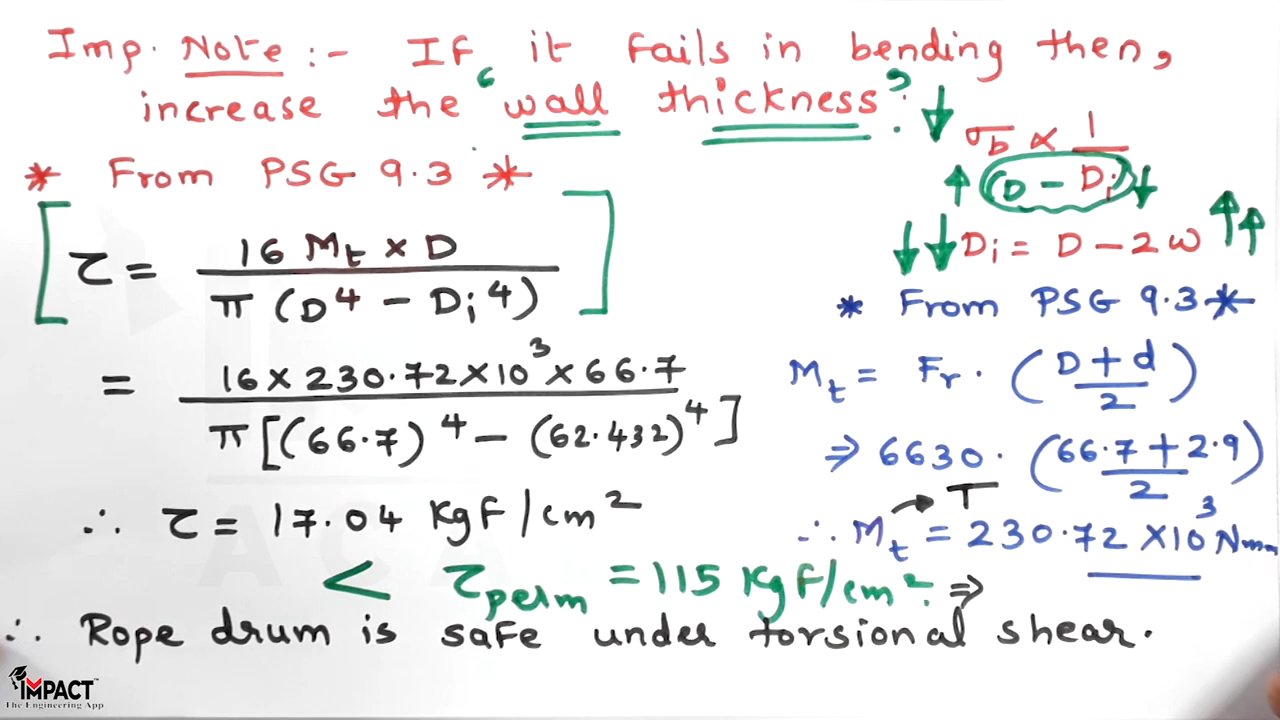 Imp. Note :- If it fails in bending then,
increase the "wall thickness".
* From PSG 9.3 *
τ = 16 Mt × D / π (D⁴ - Di⁴)
= 16 × 230.72 × 10³ × 66.7 / π [(66.7)⁴ - (62.432)⁴]
∴ τ = 17.04 Kgf/cm²
< τperm = 115 Kgf/cm². ⇒
∴ Rope drum is safe under torsional shear.
↓ σb ∝ 1 / (D - Di)
↑ ↓
↓↓ Di = D - 2w ↑↑
* From PSG 9.3 *
Mt = Fr . (D + d / 2)
⇒ 6630 . (66.7 + 2.9 / 2)
T
∴ Mt = 230.72 × 10³ Nmm
IMPACT
The Engineering App